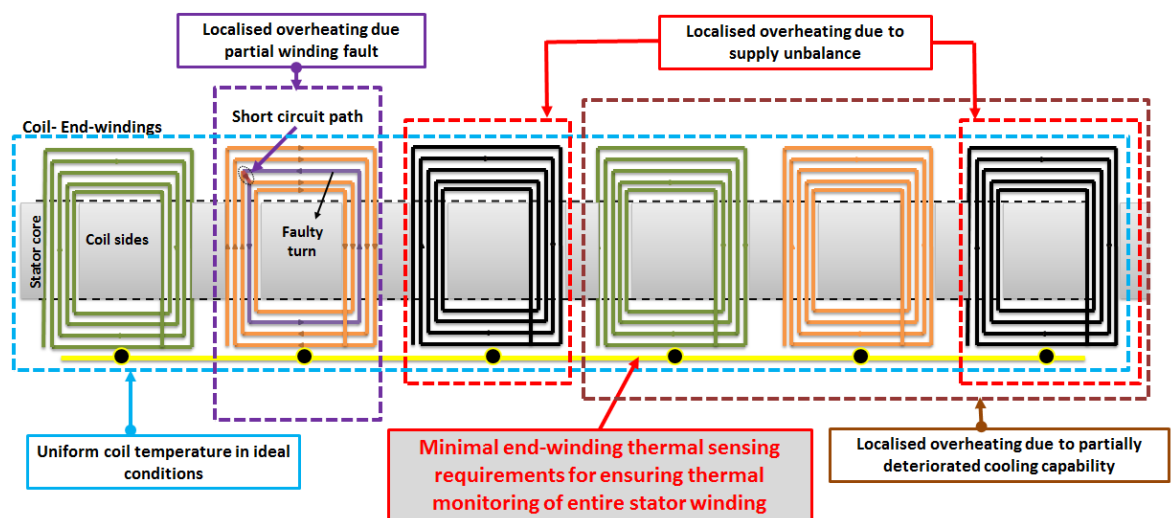 Localised overheating due
partial winding fault
Localised overheating due to
supply unbalance
Coil- End-windings
Short circuit path
Stator core
Coil sides
Faulty
turn
Uniform coil temperature in ideal
conditions
Minimal end-winding thermal sensing
requirements for ensuring thermal
monitoring of entire stator winding
Localised overheating due to partially
deteriorated cooling capability